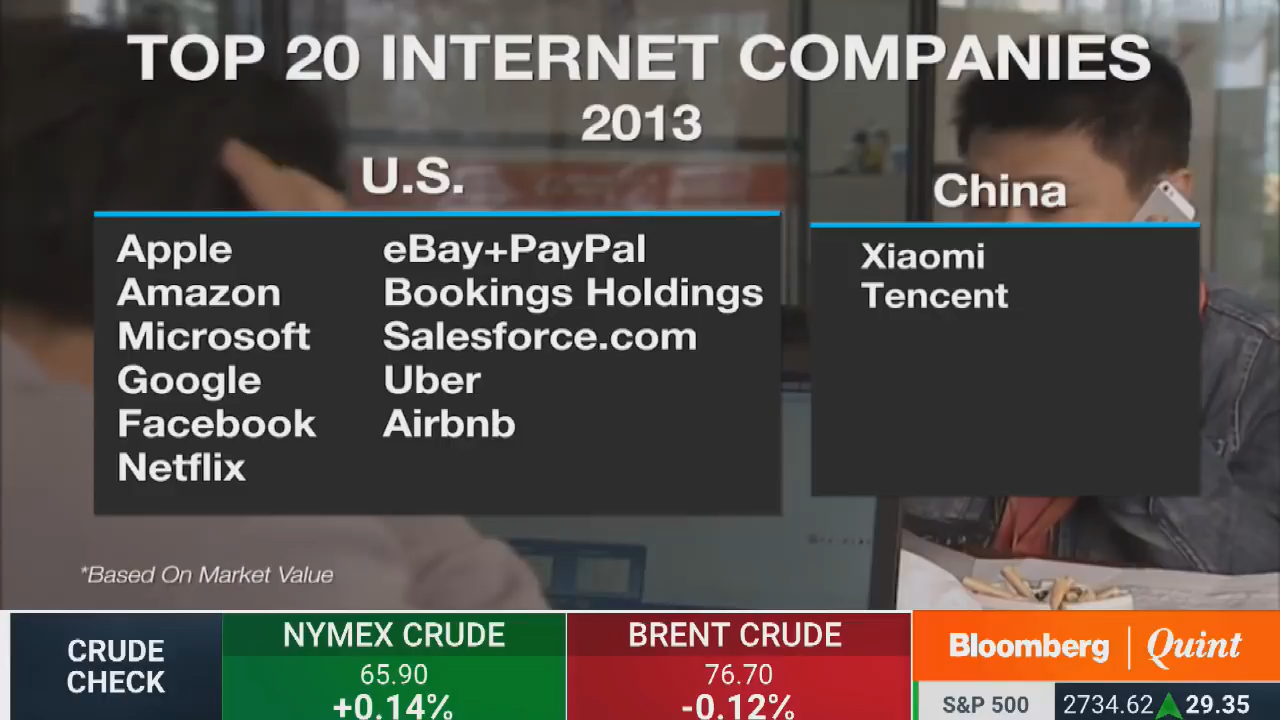 TOP 20 INTERNET COMPANIES
2013
U.S.
Apple
Amazon
Microsoft
Google
Facebook
Netflix
eBay+PayPal
Bookings Holdings
Salesforce.com
Uber
Airbnb
China
Xiaomi
Tencent
*Based On Market Value
CRUDE
CHECK
NYMEX CRUDE
65.90
+0.14%
BRENT CRUDE
76.70
-0.12%
Bloomberg | Quint
S&P 500 2734.62 ▲ 29.35